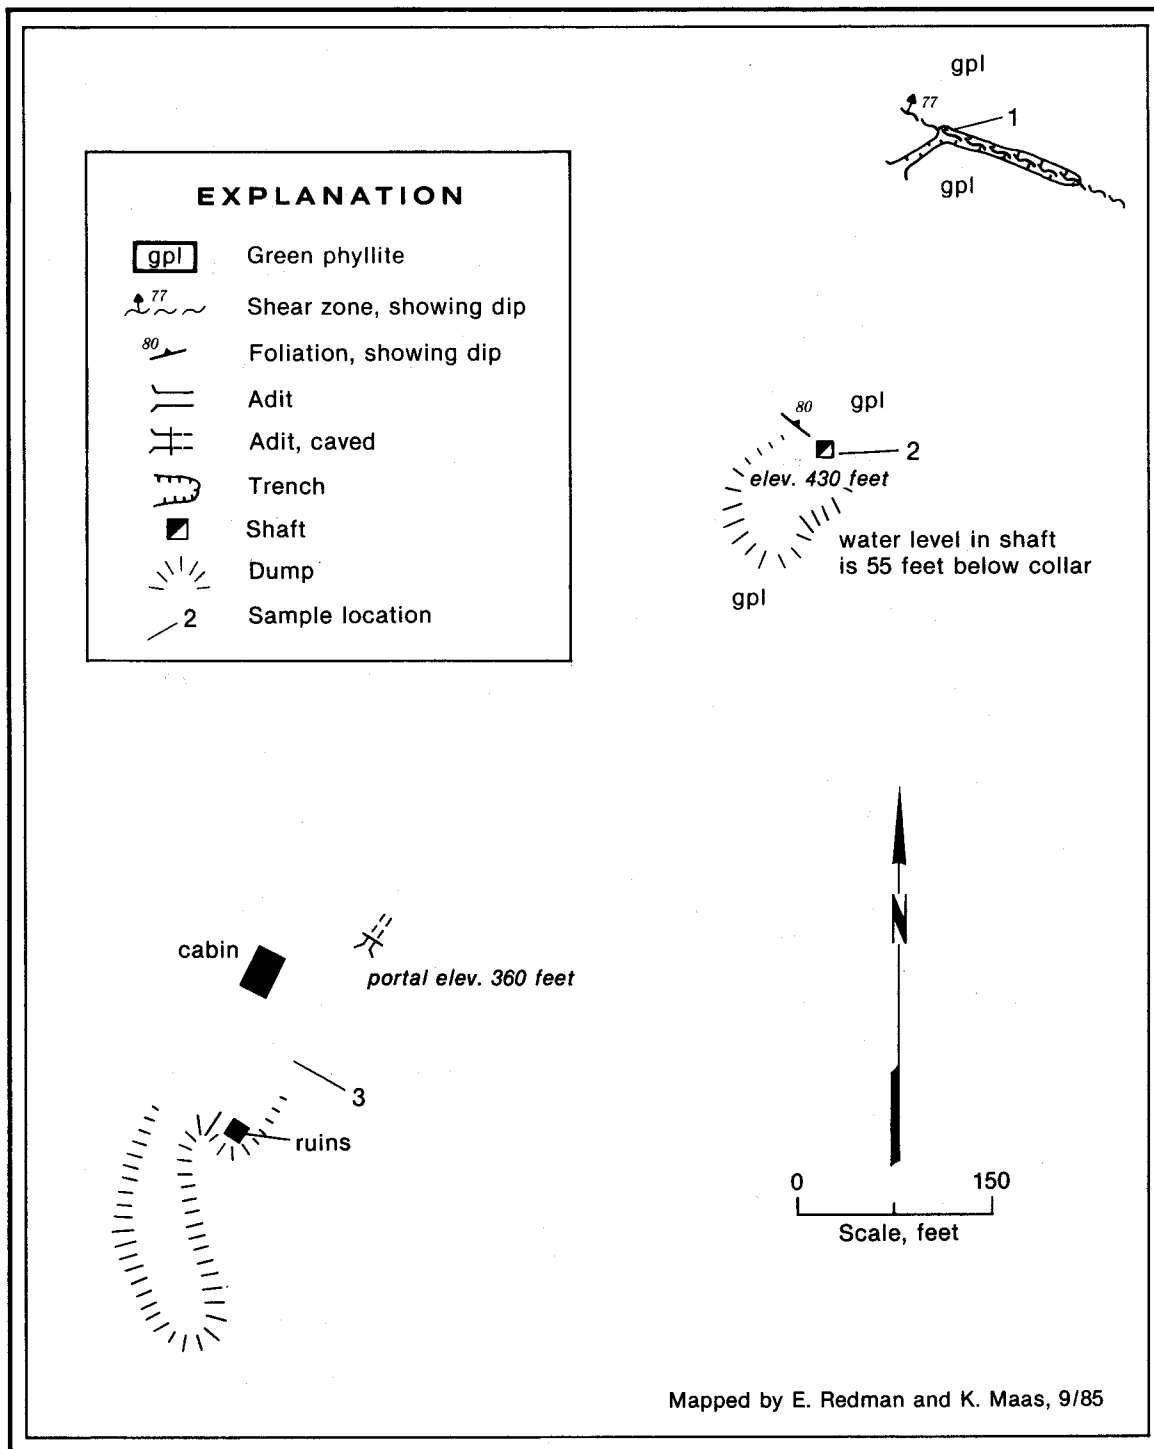 gpl
77
1
gpl
EXPLANATION
gpl Green phyllite
77 Shear zone, showing dip
80 Foliation, showing dip
Adit
Adit, caved
Trench
Shaft
Dump
2 Sample location
80
gpl
2
elev. 430 feet
water level in shaft
is 55 feet below collar
gpl
N
cabin
portal elev. 360 feet
3
ruins
0 150
Scale, feet
Mapped by E. Redman and K. Maas, 9/85